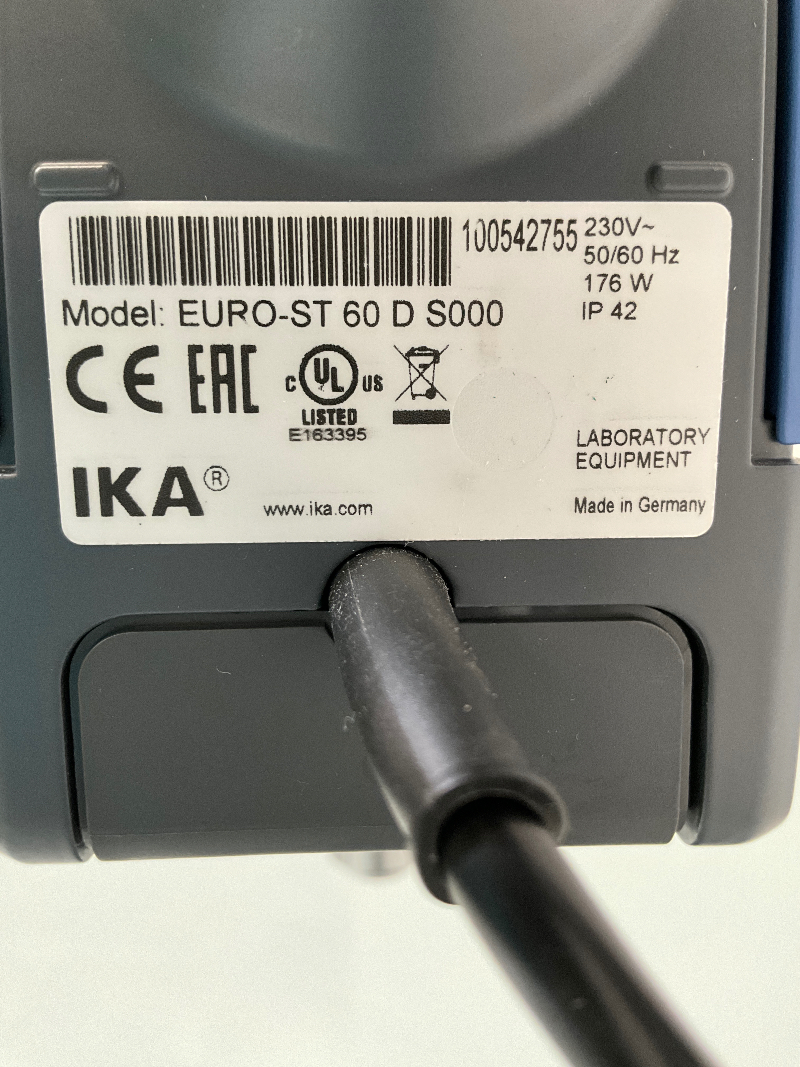 100542755
230V~
50/60 Hz
176 W
IP 42
Model: EURO-ST 60 D S000
CE EAC C UL US
LISTED
E163395
LABORATORY
EQUIPMENT
IKA®
www.ika.com
Made in Germany